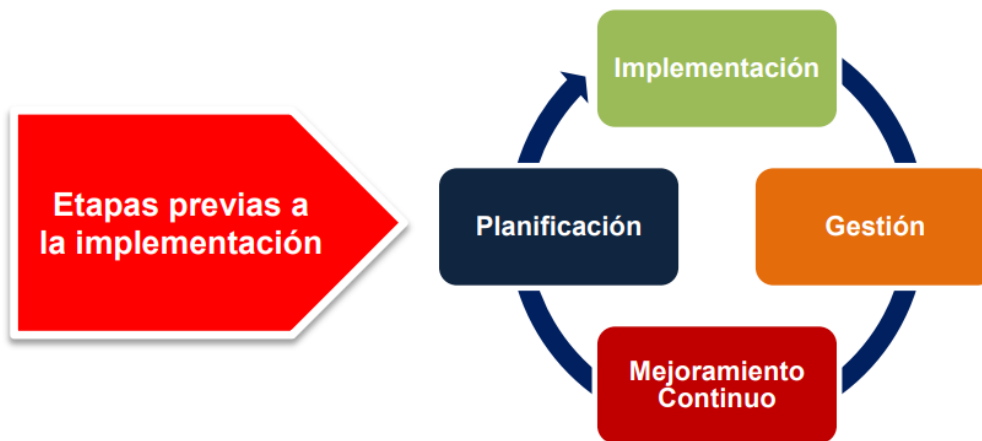 Etapas previas a
la implementación
Implementación
Planificación
Gestión
Mejoramiento
Continuo